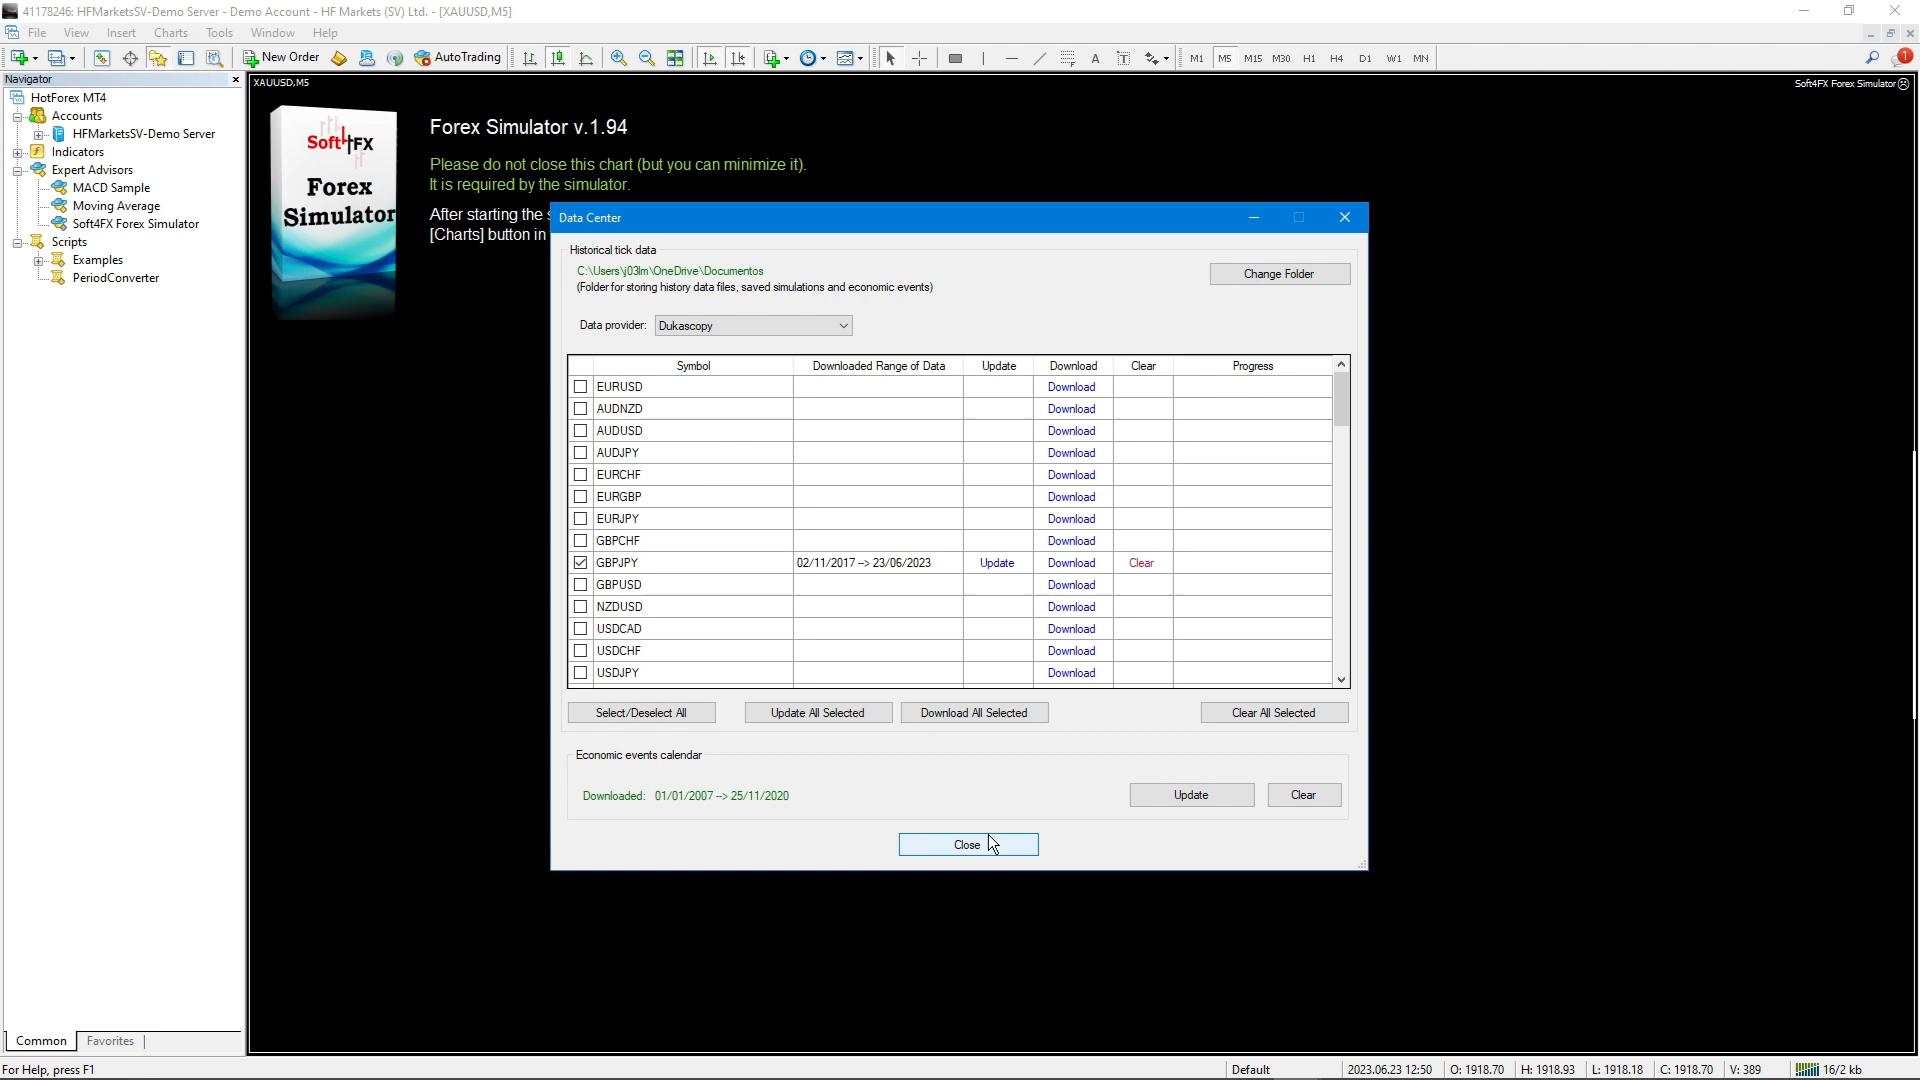 41178246: HFMarketsSV-Demo Server - Demo Account - HF Markets (SV) Ltd. - [XAUUSD,M5]
File View Insert Charts Tools Window Help
New Order AutoTrading A T M1 M5 M15 M30 H1 H4 D1 W1 MN 1
Navigator
HotForex MT4
Accounts
HFMarketsSV-Demo Server
Indicators
Expert Advisors
MACD Sample
Moving Average
Soft4FX Forex Simulator
Scripts
Examples
PeriodConverter
Common Favorites
XAUUSD,M5
Soft4FX Forex Simulator
Soft4FX
Forex
Simulator
Forex Simulator v.1.94
Please do not close this chart (but you can minimize it).
It is required by the simulator.
After starting the s
[Charts] button in
Data Center
Historical tick data
C:\Users\j03lm\OneDrive\Documentos
(Folder for storing history data files, saved simulations and economic events)
Change Folder
Data provider: Dukascopy
Symbol Downloaded Range of Data Update Download Clear Progress
EURUSD Download
AUDNZD Download
AUDUSD Download
AUDJPY Download
EURCHF Download
EURGBP Download
EURJPY Download
GBPCHF Download
GBPJPY 02/11/2017 --> 23/06/2023 Update Download Clear
GBPUSD Download
NZDUSD Download
USDCAD Download
USDCHF Download
USDJPY Download
Select/Deselect All Update All Selected Download All Selected Clear All Selected
Economic events calendar
Downloaded: 01/01/2007 --> 25/11/2020 Update Clear
Close
For Help, press F1 Default 2023.06.23 12:50 O: 1918.70 H: 1918.93 L: 1918.18 C: 1918.70 V: 389 16/2 kb